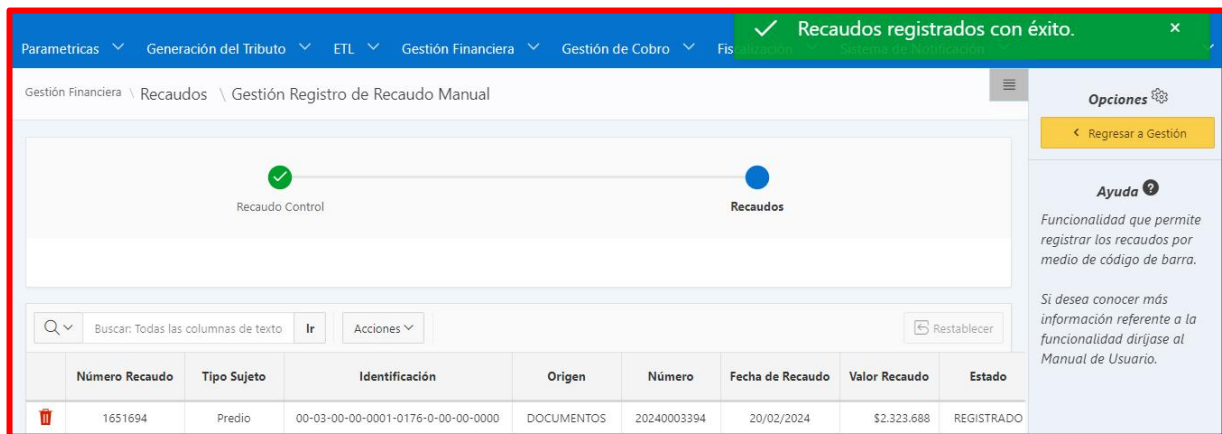 Recaudos registrados con éxito.
Parametricas Generación del Tributo ETL Gestión Financiera Gestión de Cobro Fiscalización Sistema de Notificación
Gestión Financiera \ Recaudos \ Gestión Registro de Recaudo Manual
Opciones
Regresar a Gestión
Recaudo Control
Recaudos
Ayuda
Funcionalidad que permite
registrar los recaudos por
medio de código de barra.
Si desea conocer más
información referente a la
funcionalidad diríjase al
Manual de Usuario.
Buscar: Todas las columnas de texto Ir Acciones Restablecer
Número Recaudo Tipo Sujeto Identificación Origen Número Fecha de Recaudo Valor Recaudo Estado
1651694 Predio 00-03-00-00-0001-0176-0-00-00-0000 DOCUMENTOS 20240003394 20/02/2024 $2.323.688 REGISTRADO